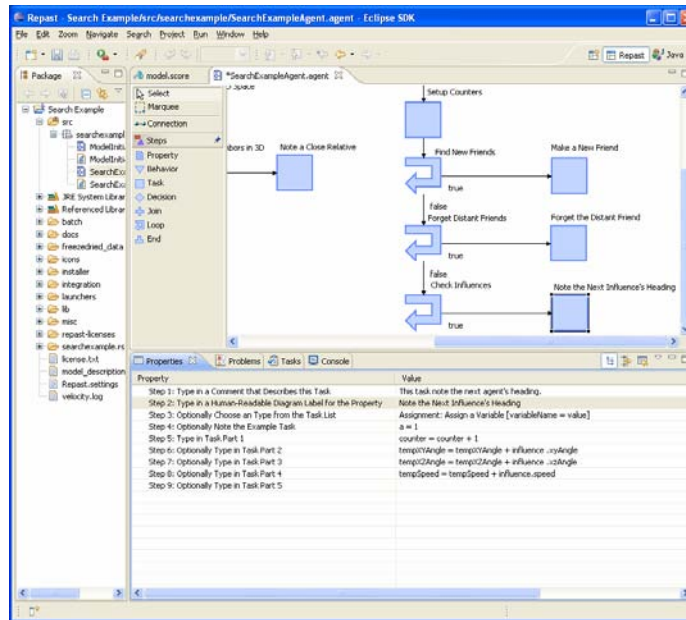 Repast - Search Example/src/searchexample/SearchExampleAgent.agent - Eclipse SDK
File Edit Zoom Navigate Search Project Run Window Help
Repast Java
Package
model.score
*SearchExampleAgent.agent
Search Example
src
searchexampl
ModelIniti
ModelIniti
SearchExa
SearchExa
JRE System Librar
Referenced Librar
batch
docs
freezedried_data
icons
installer
integration
launchers
lib
misc
repast-licenses
searchexample.rs
license.txt
model_description
Repast.settings
velocity.log
Select
Marquee
Connection
Steps
Property
Behavior
Task
Decision
Join
Loop
End
Space
bors in 3D
Note a Close Relative
Setup Counters
Find New Friends
Make a New Friend
true
false
Forget Distant Friends
Forget the Distant Friend
true
false
Check Influences
Note the Next Influence's Heading
true
Properties Problems Tasks Console
Property Value
Step 1: Type in a Comment that Describes this Task This task note the next agent's heading.
Step 2: Type in a Human-Readable Diagram Label for the Property Note the Next Influence's Heading
Step 3: Optionally Choose an Type from the Task List Assignment: Assign a Variable [variableName = value]
Step 4: Optionally Note the Example Task a = 1
Step 5: Type in Task Part 1 counter = counter + 1
Step 6: Optionally Type in Task Part 2 tempXYAngle = tempXYAngle + influence .xyAngle
Step 7: Optionally Type in Task Part 3 tempXZAngle = tempXZAngle + influence .xzAngle
Step 8: Optionally Type in Task Part 4 tempSpeed = tempSpeed + influence.speed
Step 9: Optionally Type in Task Part 5